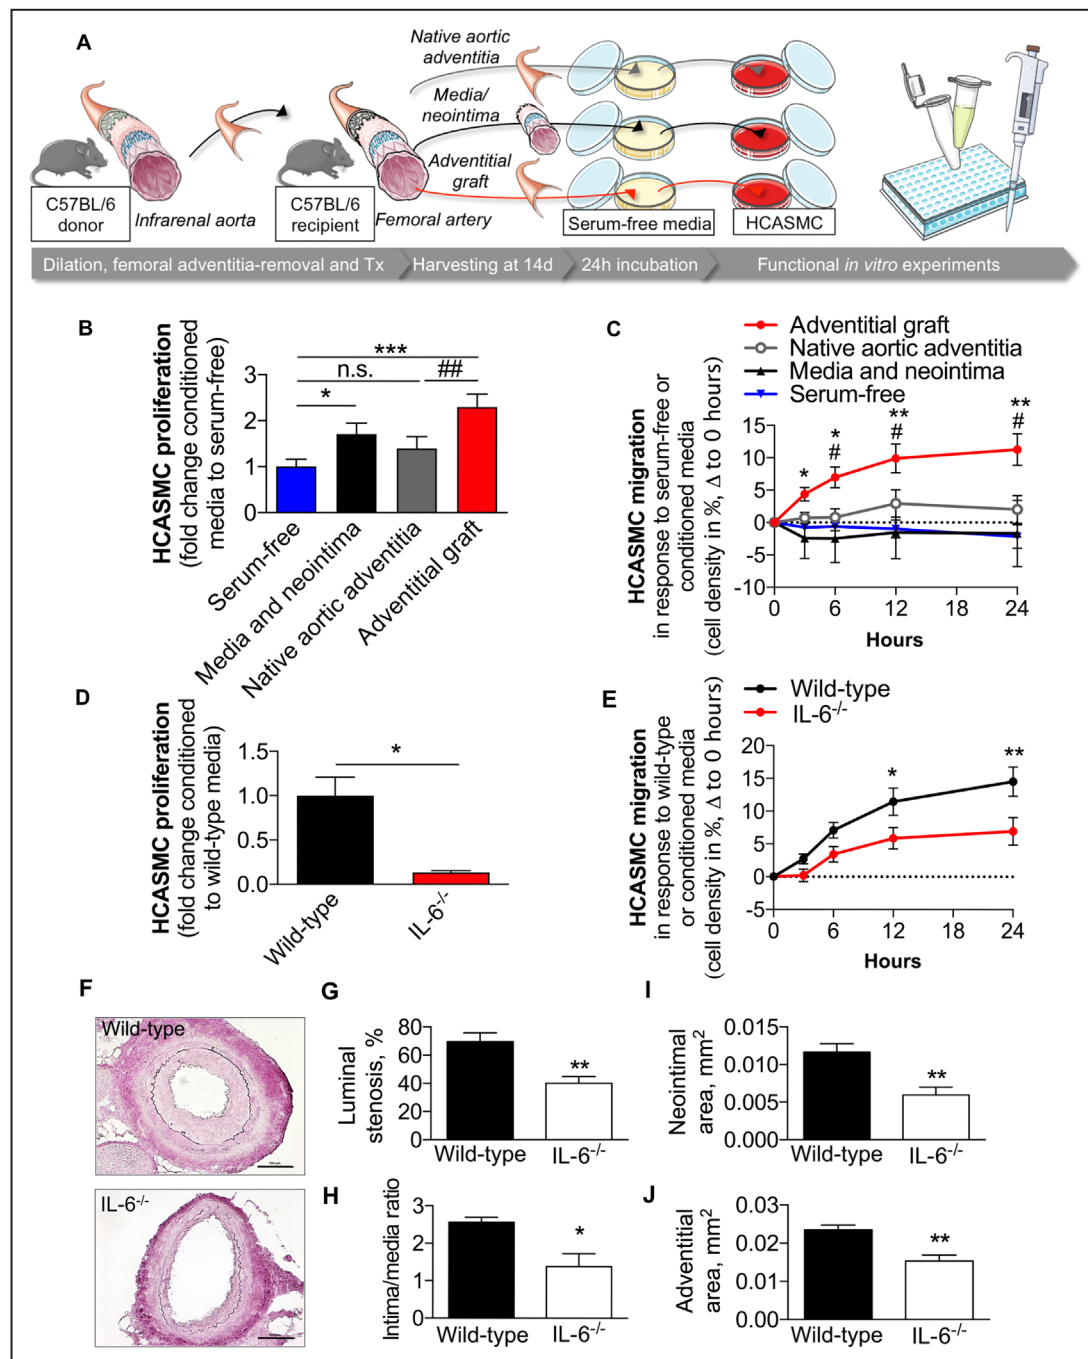 A
Native aortic
adventitia
Media/
neointima
Adventitial
graft
C57BL/6
donor
Infrarenal aorta
C57BL/6
recipient
Femoral artery
Serum-free media
HCASMC
Dilation, femoral adventitia-removal and Tx
Harvesting at 14d
24h incubation
Functional in vitro experiments
B
HCASMC proliferation
(fold change conditioned
media to serum-free)
3
2
1
0
***
n.s.
##
*
Serum-free
Media and neointima
Native aortic adventitia
Adventitial graft
C
Adventitial graft
Native aortic adventitia
Media and neointima
Serum-free
HCASMC migration
in response to serum-free or
conditioned media
(cell density in %, Δ to 0 hours)
15
10
5
0
-5
-10
*
*
#
**
#
**
#
0 6 12 18 24
Hours
D
HCASMC proliferation
(fold change conditioned
to wild-type media)
1.5
1.0
0.5
0.0
*
Wild-type
IL-6-/-
E
Wild-type
IL-6-/-
HCASMC migration
in response to wild-type
or conditioned media
(cell density in %, Δ to 0 hours)
20
15
10
5
0
-5
*
**
0 6 12 18 24
Hours
F
Wild-type
IL-6-/-
G
Luminal
stenosis, %
80
60
40
20
0
**
Wild-type IL-6-/-
H
Intima/media ratio
3
2
1
0
*
Wild-type IL-6-/-
I
Neointimal
area, mm2
0.015
0.010
0.005
0.000
**
Wild-type IL-6-/-
J
Adventitial
area, mm2
0.03
0.02
0.01
0.00
**
Wild-type IL-6-/-